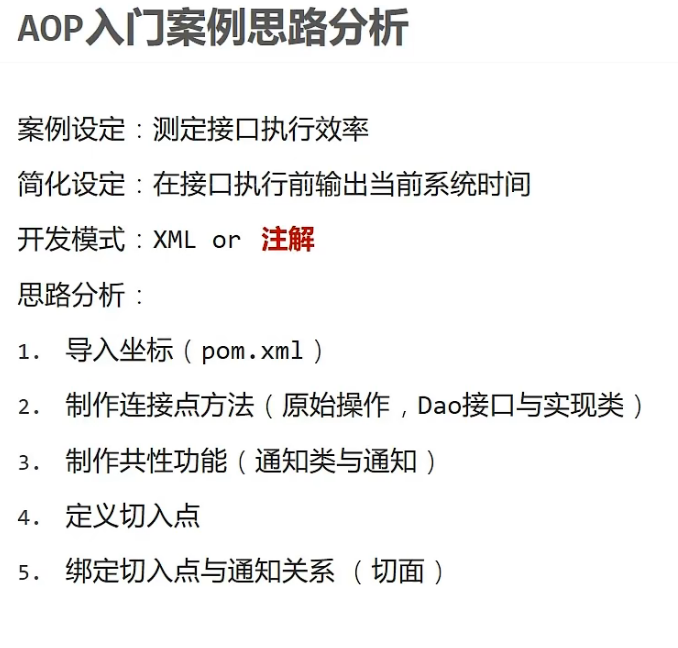 AOP入门案例思路分析
案例设定：测定接口执行效率
简化设定：在接口执行前输出当前系统时间
开发模式：XML or 注解
思路分析：
1. 导入坐标（pom.xml）
2. 制作连接点方法（原始操作，Dao接口与实现类）
3. 制作共性功能（通知类与通知）
4. 定义切入点
5. 绑定切入点与通知关系（切面）